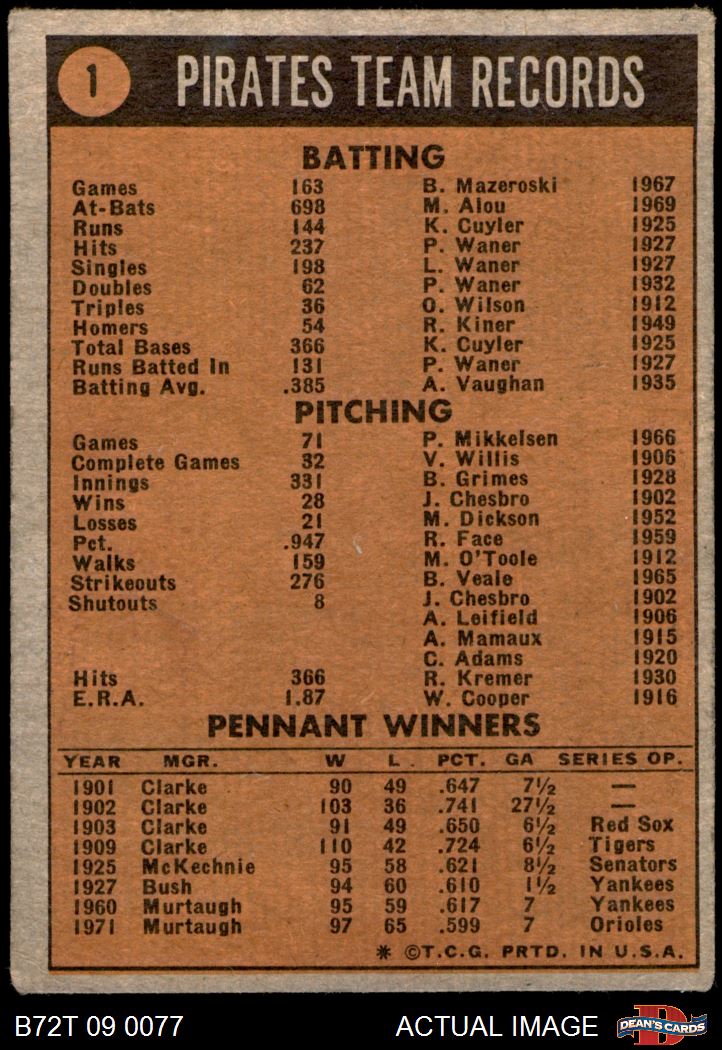 1 PIRATES TEAM RECORDS
BATTING
Games 163 B. Mazeroski 1967
At-Bats 698 M. Alou 1969
Runs 144 K. Cuyler 1925
Hits 237 P. Waner 1927
Singles 198 L. Waner 1927
Doubles 62 P. Waner 1932
Triples 36 O. Wilson 1912
Homers 54 R. Kiner 1949
Total Bases 366 K. Cuyler 1925
Runs Batted In 131 P. Waner 1927
Batting Avg. .385 A. Vaughan 1935
PITCHING
Games 71 P. Mikkelsen 1966
Complete Games 32 V. Willis 1906
Innings 331 B. Grimes 1928
Wins 28 J. Chesbro 1902
Losses 21 M. Dickson 1952
Pct. .947 R. Face 1959
Walks 159 M. O'Toole 1912
Strikeouts 276 B. Veale 1965
Shutouts 8 J. Chesbro 1902
A. Leifield 1906
A. Mamaux 1915
C. Adams 1920
Hits 366 R. Kremer 1930
E.R.A. 1.87 W. Cooper 1916
PENNANT WINNERS
YEAR MGR. W L. PCT. GA SERIES OP.
1901 Clarke 90 49 .647 7½ —
1902 Clarke 103 36 .741 27½ —
1903 Clarke 91 49 .650 6½ Red Sox
1909 Clarke 110 42 .724 6½ Tigers
1925 McKechnie 95 58 .621 8½ Senators
1927 Bush 94 60 .610 1½ Yankees
1960 Murtaugh 95 59 .617 7 Yankees
1971 Murtaugh 97 65 .599 7 Orioles
* ©T.C.G. PRTD. IN U.S.A.
B72T 09 0077 ACTUAL IMAGE DEAN'S CARDS